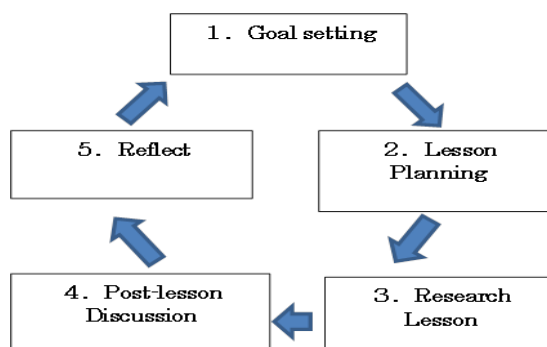 1. Goal setting
2. Lesson
Planning
3. Research
Lesson
4. Post-lesson
Discussion
5. Reflect